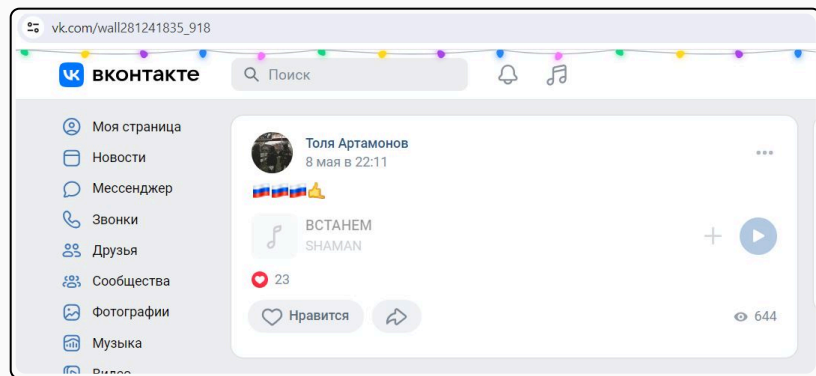 vk.com/wall281241835_918
вконтакте
Поиск
Моя страница
Новости
Мессенджер
Звонки
Друзья
Сообщества
Фотографии
Музыка
Видео
Толя Артамонов
8 мая в 22:11
ВСТАНЕМ
SHAMAN
23
Нравится
644